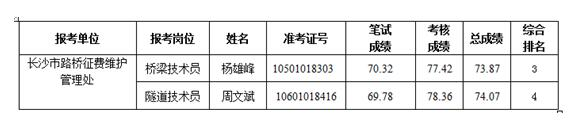 报考单位 报考岗位 姓名 准考证号 笔试成绩 考核成绩 总成绩 综合排名
长沙市路桥征费维护管理处 桥梁技术员 杨雄峰 10501018303 70.32 77.42 73.87 3
隧道技术员 周文斌 10601018416 69.78 78.36 74.07 4